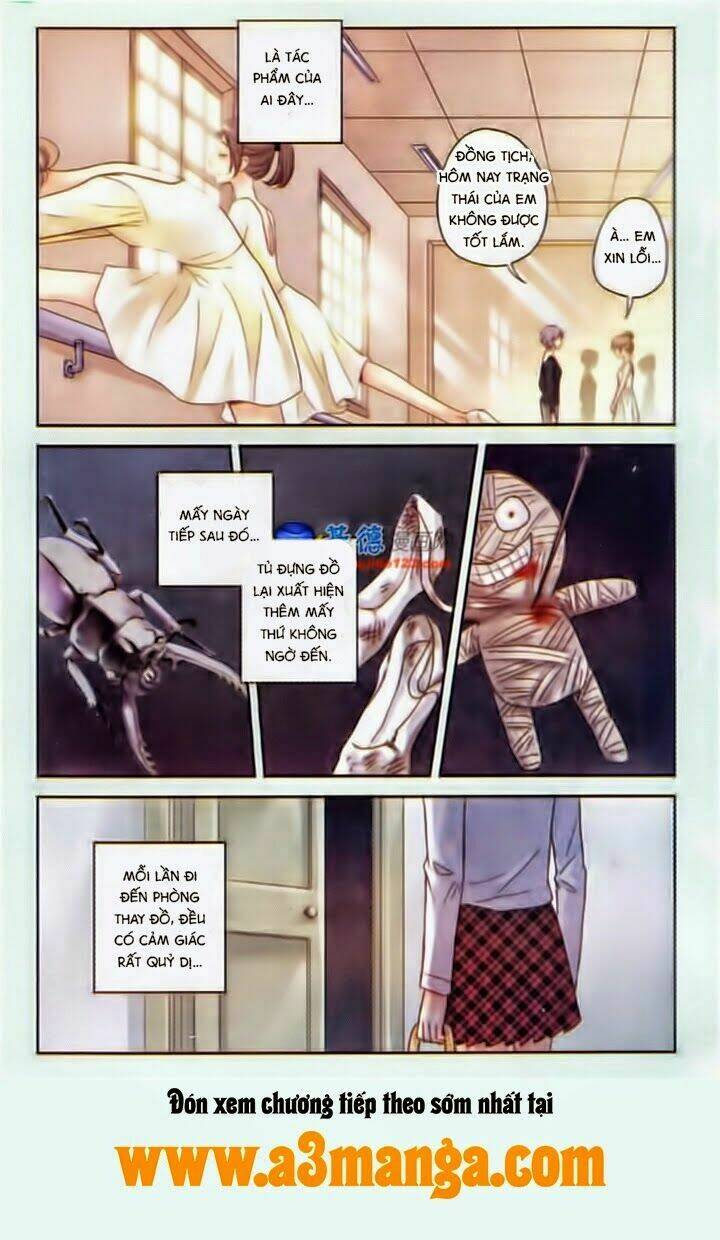 LÀ TÁC
PHẨM CỦA
AI ĐÂY...
ĐỒNG TỊCH,
HÔM NAY TRẠNG
THÁI CỦA EM
KHÔNG ĐƯỢC
TỐT LẮM.
À... EM
XIN LỖI...
MẤY NGÀY
TIẾP SAU ĐÓ...
TỦ ĐỰNG ĐỒ
LẠI XUẤT HIỆN
THÊM MẤY
THỨ KHÔNG
NGỜ ĐẾN.
MỖI LẦN ĐI
ĐẾN PHÒNG
THAY ĐỒ, ĐỀU
CÓ CẢM GIÁC
RẤT QUỶ DỊ...
Đón xem chương tiếp theo sớm nhất tại
www.a3manga.com